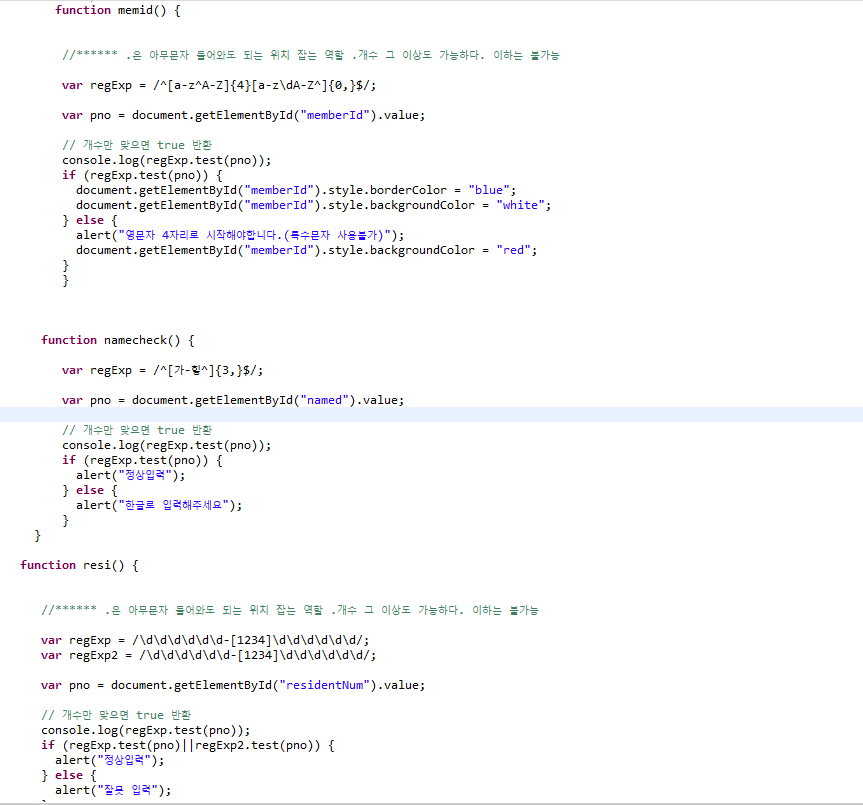 function memid() {
//****** .은 아무문자 들어와도 되는 위치 잡는 역할 .개수 그 이상도 가능하다. 이하는 불가능
var regExp = /^[a-z^A-Z]{4}[a-z\dA-Z^]{0,}$/;
var pno = document.getElementById("memberId").value;
// 개수만 맞으면 true 반환
console.log(regExp.test(pno));
if (regExp.test(pno)) {
document.getElementById("memberId").style.borderColor = "blue";
document.getElementById("memberId").style.backgroundColor = "white";
} else {
alert("영문자 4자리로 시작해야합니다.(특수문자 사용불가)");
document.getElementById("memberId").style.backgroundColor = "red";
}
}
function namecheck() {
var regExp = /^[가-힣^]{3,}$/;
var pno = document.getElementById("named").value;
// 개수만 맞으면 true 반환
console.log(regExp.test(pno));
if (regExp.test(pno)) {
alert("정상입력");
} else {
alert("한글로 입력해주세요");
}
}
function resi() {
//****** .은 아무문자 들어와도 되는 위치 잡는 역할 .개수 그 이상도 가능하다. 이하는 불가능
var regExp = /\d\d\d\d\d\d-[1234]\d\d\d\d\d\d/;
var regExp2 = /\d\d\d\d\d\d-[1234]\d\d\d\d\d\d/;
var pno = document.getElementById("residentNum").value;
// 개수만 맞으면 true 반환
console.log(regExp.test(pno));
if (regExp.test(pno)||regExp2.test(pno)) {
alert("정상입력");
} else {
alert("잘못 입력");